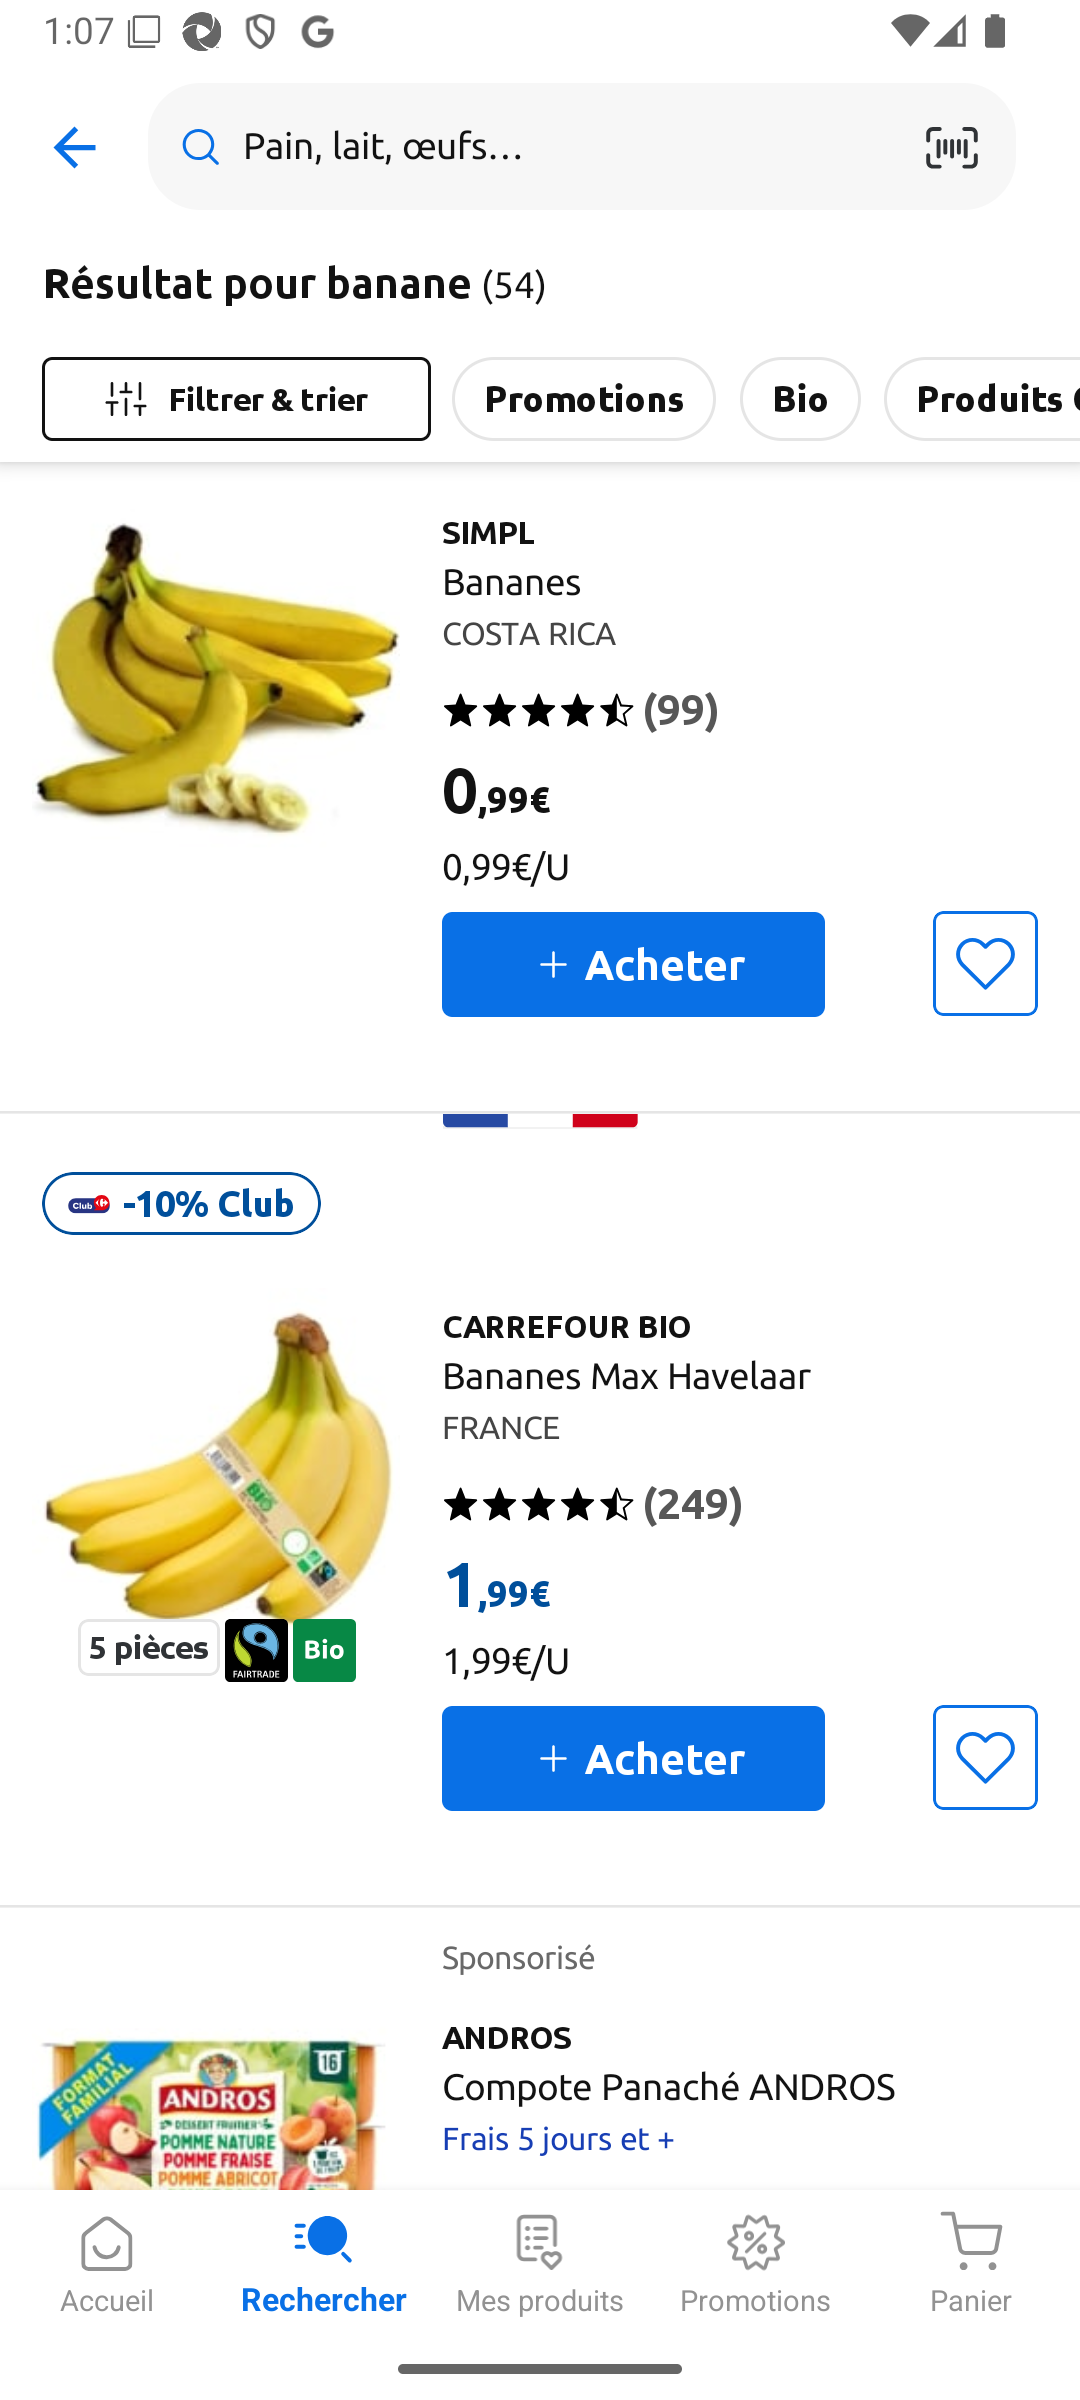 1:07
Pain, lait, œufs…
Résultat pour banane (54)
Filtrer & trier
Promotions
Bio
Produits
SIMPL
Bananes
COSTA RICA
(99)
0,99€
0,99€/U
+ Acheter
Club -10% Club
CARREFOUR BIO
Bananes Max Havelaar
FRANCE
(249)
1,99€
BIO
5 pièces
FAIRTRADE
Bio
1,99€/U
+ Acheter
Sponsorisé
ANDROS
Compote Panaché ANDROS
Frais 5 jours et +
FORMAT
FAMILIAL
16
ANDROS
DESSERT FRUITIER
POMME NATURE
POMME FRAISE
POMME ABRICOT
Accueil
Rechercher
Mes produits
Promotions
Panier